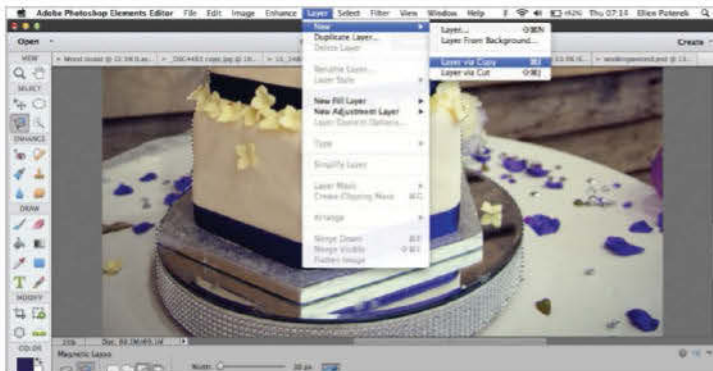 Adobe Photoshop Elements Editor File Edit Image Enhance Layer Select Filter View Window Help Thu 07:14 Ellen Paterek
Open Create
VIEW
SELECT
ENHANCE
DRAW
MODIFY
COLOR
New
Duplicate Layer...
Delete Layer
Rename Layer...
Layer Style
New Fill Layer
New Adjustment Layer
Layer Content Options...
Type
Simplify Layer
Layer Mask
Create Clipping Mask ⌘G
Arrange
Merge Down ⌘E
Merge Visible ⇧⌘E
Flatten Image
Layer... ⇧⌘N
Layer From Background...
Layer via Copy ⌘J
Layer via Cut ⇧⌘J
Magnetic Lasso
Width: